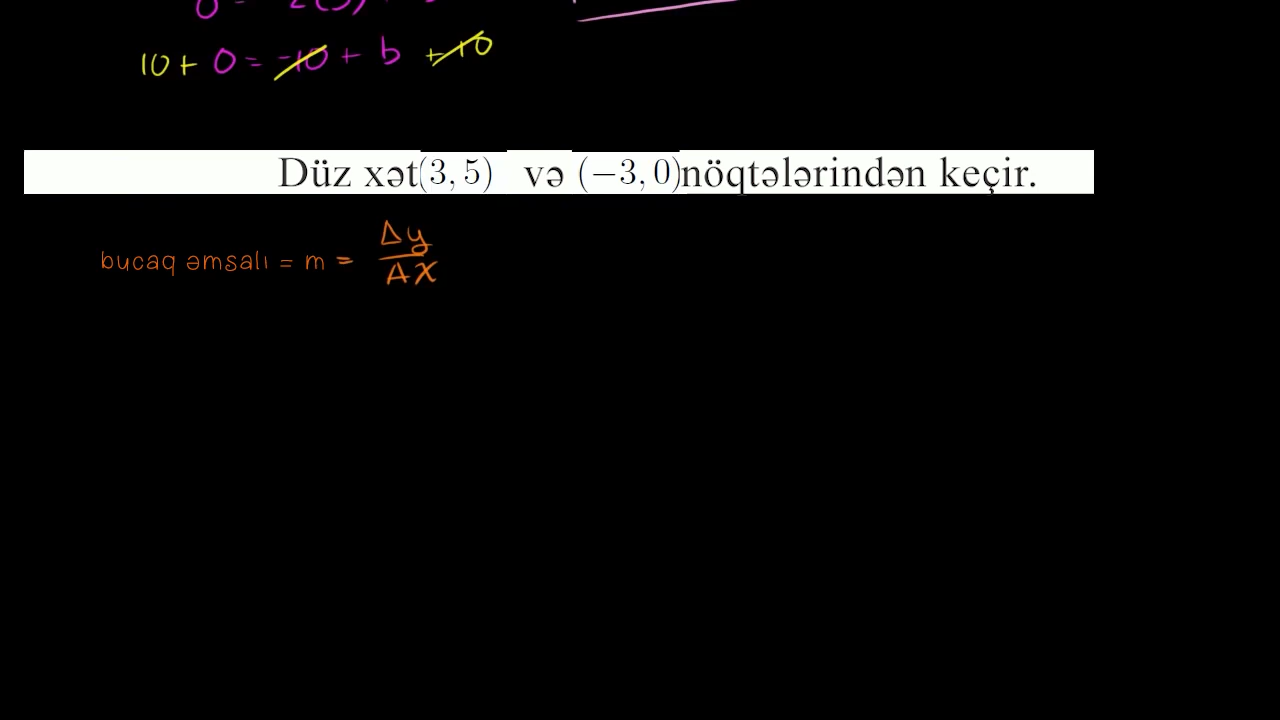 10 + 0 = -10 + b + 10
Düz xət(3, 5) və (−3, 0)nöqtələrindən keçir.
bucaq əmsalı = m = Δy
Δx